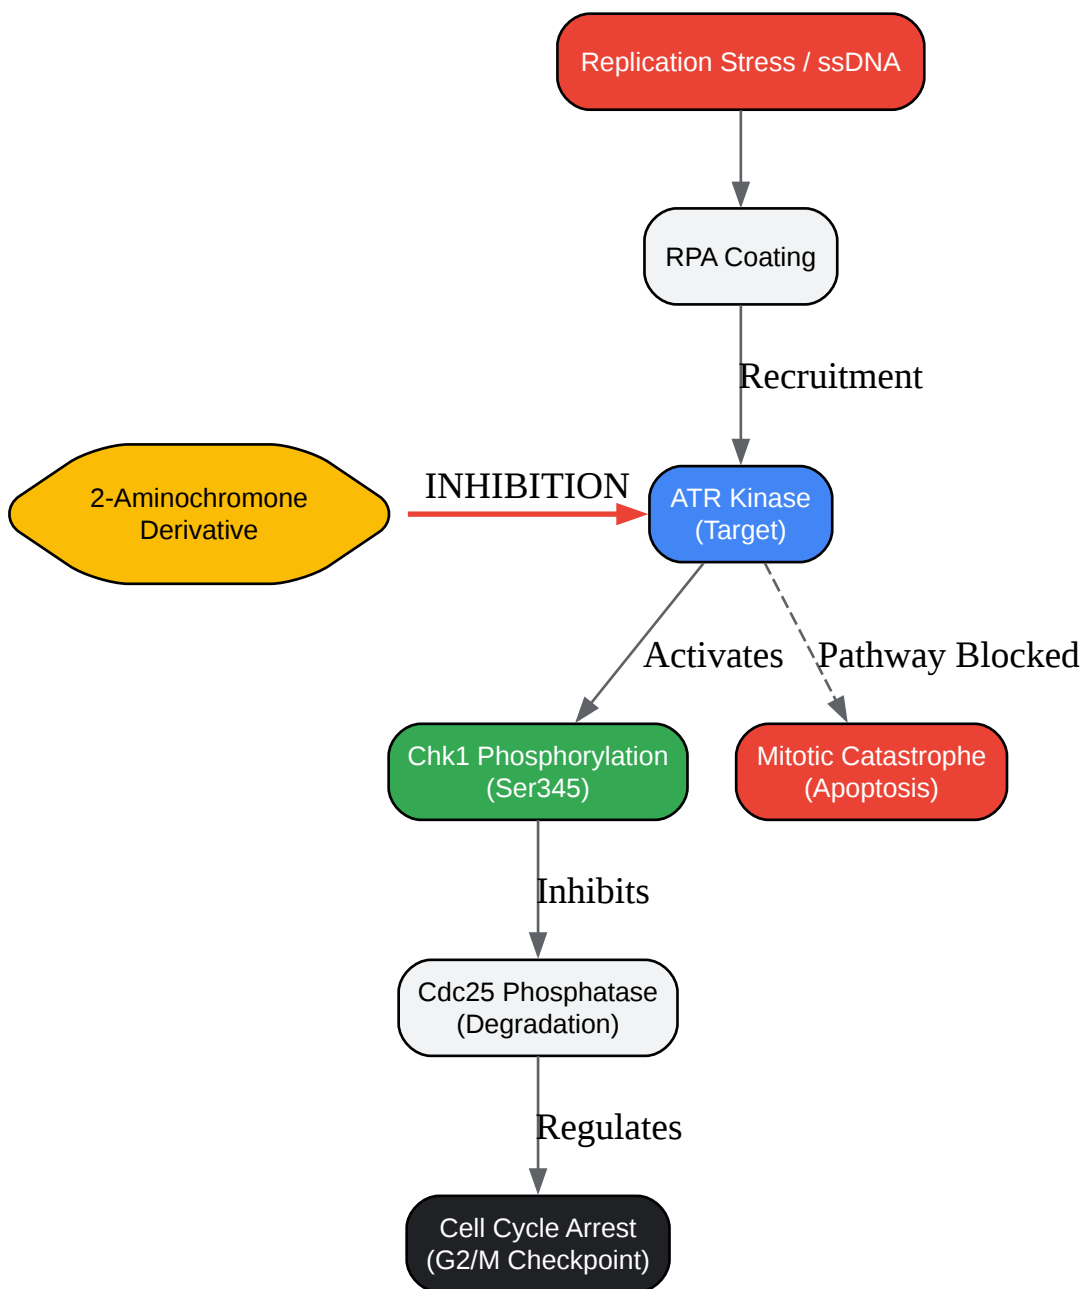 Replication Stress / ssDNA
RPA Coating
Recruitment
2-Aminochromone
Derivative
INHIBITION
ATR Kinase
(Target)
Activates
Pathway Blocked
Chk1 Phosphorylation
(Ser345)
Mitotic Catastrophe
(Apoptosis)
Inhibits
Cdc25 Phosphatase
(Degradation)
Regulates
Cell Cycle Arrest
(G2/M Checkpoint)